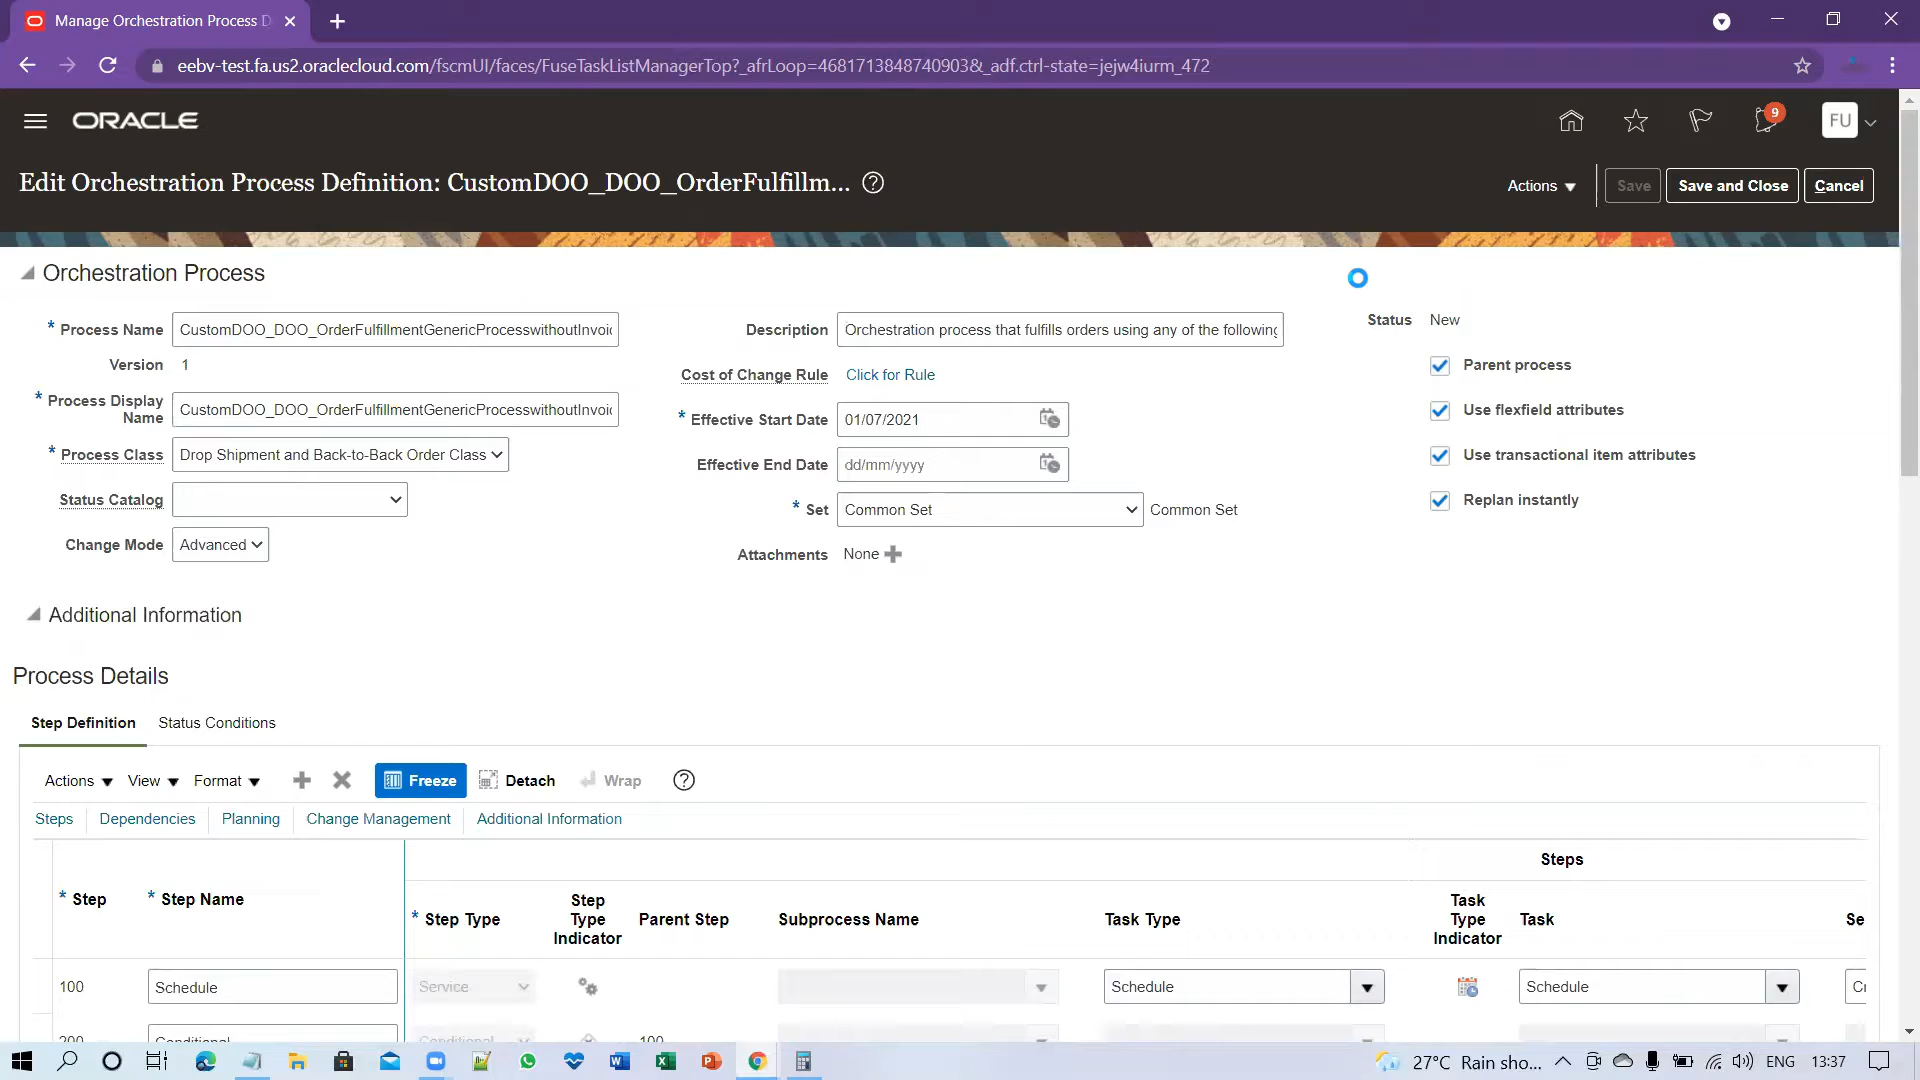 Manage Orchestration Process D
eebv-test.fa.us2.oraclecloud.com/fscmUI/faces/FuseTaskListManagerTop?_afrLoop=4681713848740903&_adf.ctrl-state=jejw4iurm_472
ORACLE
9
FU
Edit Orchestration Process Definition: CustomDOO_DOO_OrderFulfillm... ?
Actions Save Save and Close Cancel
Orchestration Process
* Process Name CustomDOO_DOO_OrderFulfillmentGenericProcesswithoutInvoic
Version 1
* Process Display Name CustomDOO_DOO_OrderFulfillmentGenericProcesswithoutInvoic
* Process Class Drop Shipment and Back-to-Back Order Class
Status Catalog
Change Mode Advanced
Description Orchestration process that fulfills orders using any of the following
Cost of Change Rule Click for Rule
* Effective Start Date 01/07/2021
Effective End Date dd/mm/yyyy
* Set Common Set Common Set
Attachments None
Status New
Parent process
Use flexfield attributes
Use transactional item attributes
Replan instantly
Additional Information
Process Details
Step Definition Status Conditions
Actions View Format Freeze Detach Wrap ?
Steps Dependencies Planning Change Management Additional Information
Steps
* Step * Step Name * Step Type Step Type Indicator Parent Step Subprocess Name Task Type Task Type Indicator Task Se
100 Schedule Service Schedule Schedule Cr
200 Conditional Conditional 100
27°C Rain sho... ENG 13:37